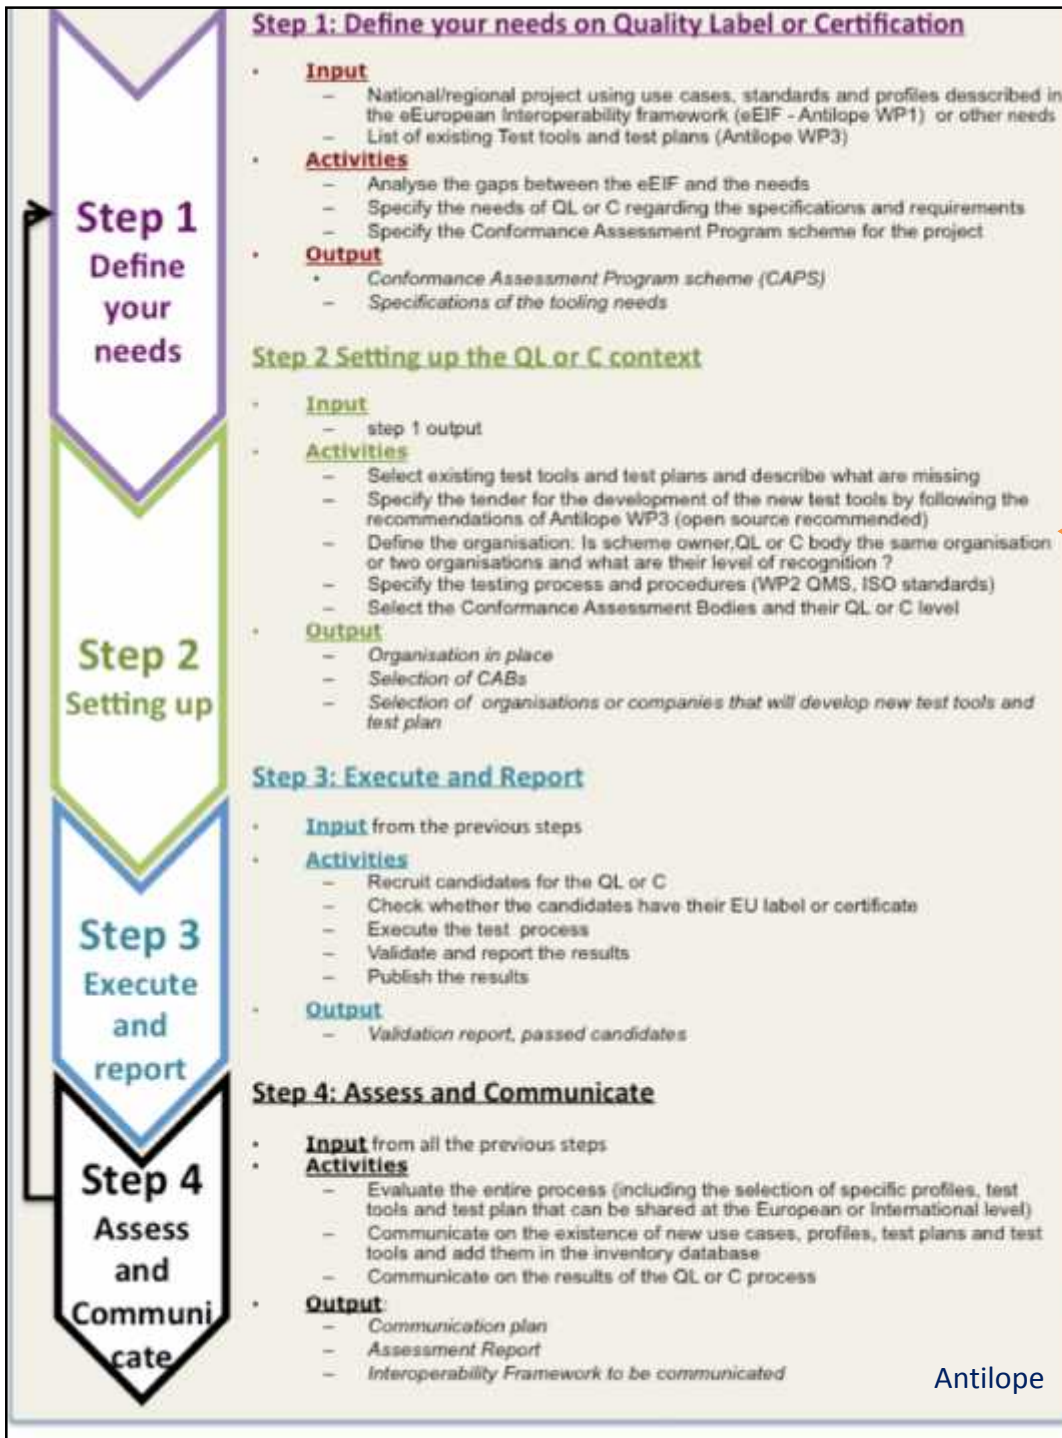 Step 1: Define your needs on Quality Label or Certification
• Input
– National/regional project using use cases, standards and profiles desscribed in
the eEuropean Interoperability framework (eEIF - Antilope WP1) or other needs
– List of existing Test tools and test plans (Antilope WP3)
• Activities
– Analyse the gaps between the eEIF and the needs
– Specify the needs of QL or C regarding the specifications and requirements
– Specify the Conformance Assessment Program scheme for the project
• Output
• Conformance Assessment Program scheme (CAPS)
– Specifications of the tooling needs
Step 1
Define
your
needs
Step 2 Setting up the QL or C context
• Input
– step 1 output
• Activities
– Select existing test tools and test plans and describe what are missing
– Specify the tender for the development of the new test tools by following the
recommendations of Antilope WP3 (open source recommended)
– Define the organisation: Is scheme owner,QL or C body the same organisation
or two organisations and what are their level of recognition ?
– Specify the testing process and procedures (WP2 QMS, ISO standards)
– Select the Conformance Assessment Bodies and their QL or C level
• Output
– Organisation in place
– Selection of CABs
– Selection of organisations or companies that will develop new test tools and
test plan
Step 2
Setting up
Step 3: Execute and Report
• Input from the previous steps
• Activities
– Recruit candidates for the QL or C
– Check whether the candidates have their EU label or certificate
– Execute the test process
– Validate and report the results
– Publish the results
• Output
– Validation report, passed candidates
Step 3
Execute
and
report
Step 4: Assess and Communicate
• Input from all the previous steps
• Activities
– Evaluate the entire process (including the selection of specific profiles, test
tools and test plan that can be shared at the European or International level)
– Communicate on the existence of new use cases, profiles, test plans and test
tools and add them in the inventory database
– Communicate on the results of the QL or C process
• Output:
– Communication plan
– Assessment Report
– Interoperability Framework to be communicated
Step 4
Assess
and
Communi
cate
Antilope